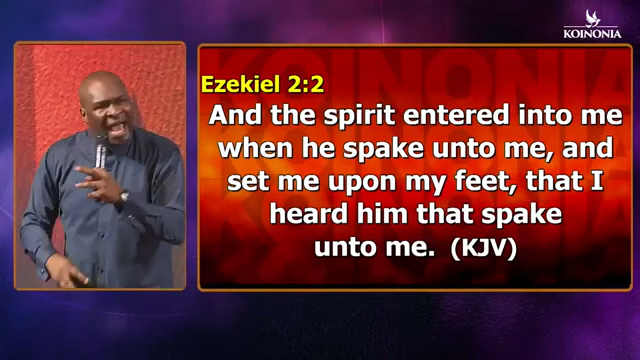 KOINONIA
Ezekiel 2:2
And the spirit entered into me
when he spake unto me, and
set me upon my feet, that I
heard him that spake
unto me. (KJV)